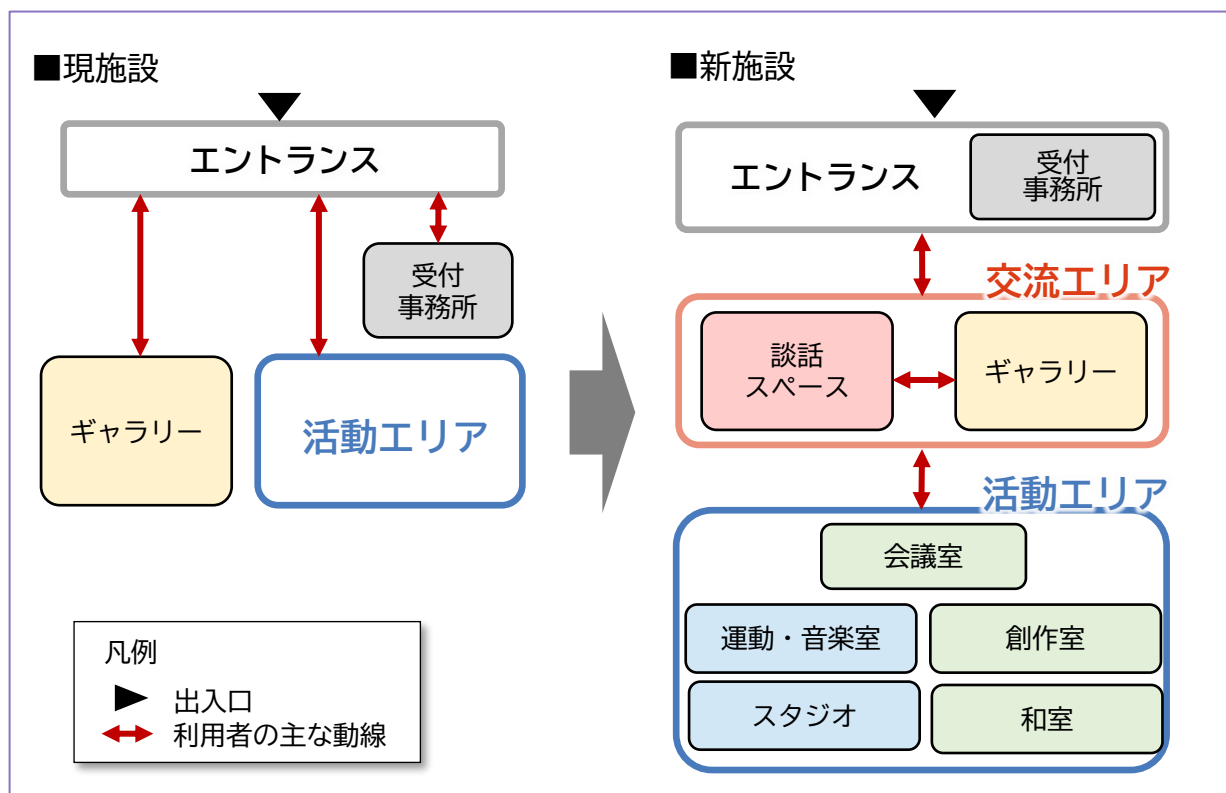 ■現施設
エントランス
受付
事務所
ギャラリー
活動エリア
凡例
出入口
利用者の主な動線
■新施設
エントランス
受付
事務所
交流エリア
談話
スペース
ギャラリー
活動エリア
会議室
運動・音楽室
創作室
スタジオ
和室